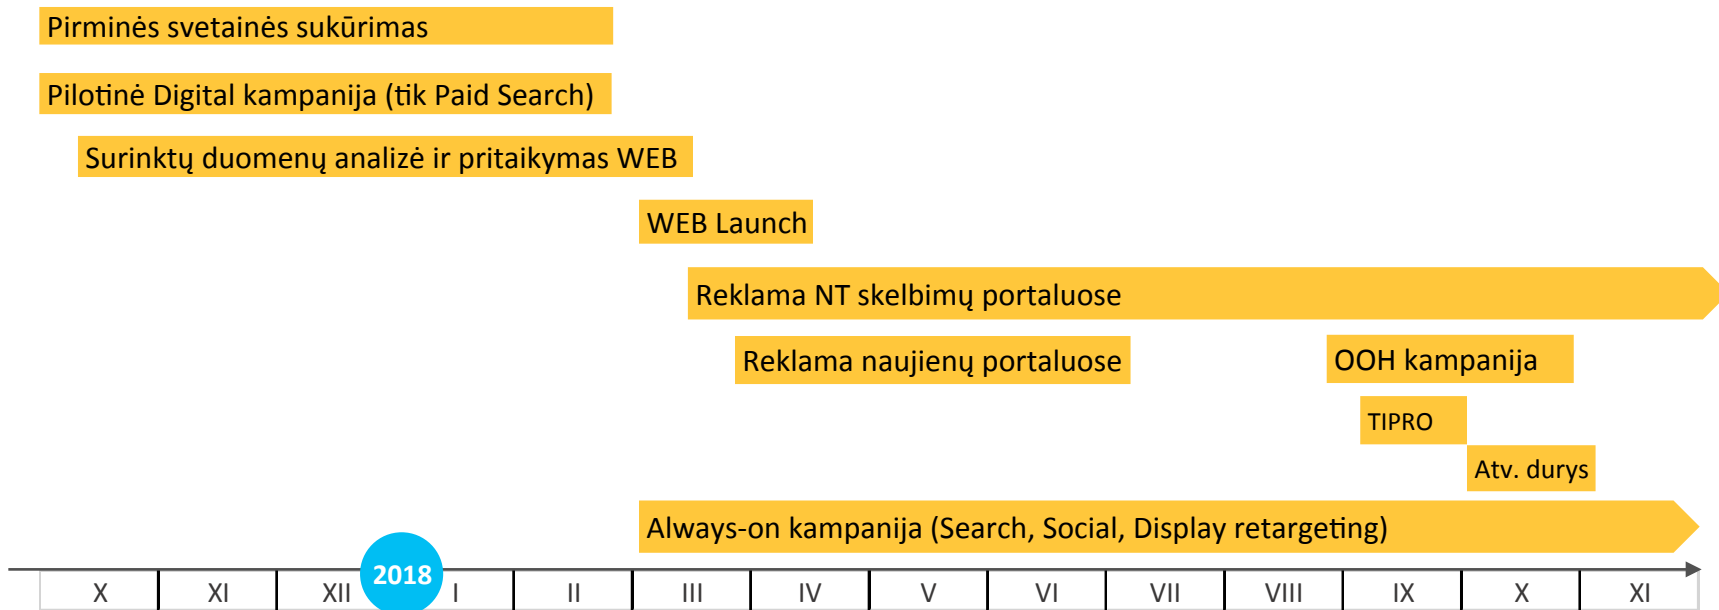 Pirminės svetainės sukūrimas
Pilotinė Digital kampanija (tik Paid Search)
Surinktų duomenų analizė ir pritaikymas WEB
WEB Launch
Reklama NT skelbimų portaluose
Reklama naujienų portaluose
OOH kampanija
TIPRO
Atv. durys
Always-on kampanija (Search, Social, Display retargeting)
2018
X XI XII I II III IV V VI VII VIII IX X XI